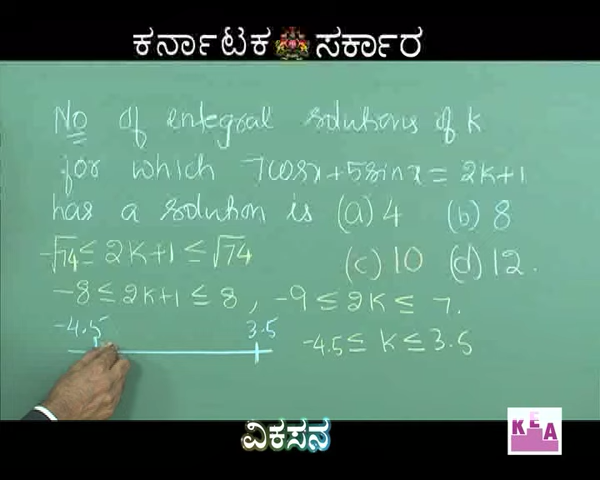 ಕರ್ನಾಟಕ ಸರ್ಕಾರ
No of integral solutions of k
for which 7cosx+5sinx=2k+1
has a solution is (a) 4 (b) 8
(c) 10 (d) 12.
-√74 ≤ 2k+1 ≤ √74
-8 ≤ 2k+1 ≤ 8, -9 ≤ 2k ≤ 7.
-4.5 3.5
-4.5 ≤ k ≤ 3.5
ವಿಕಸನ
KEA